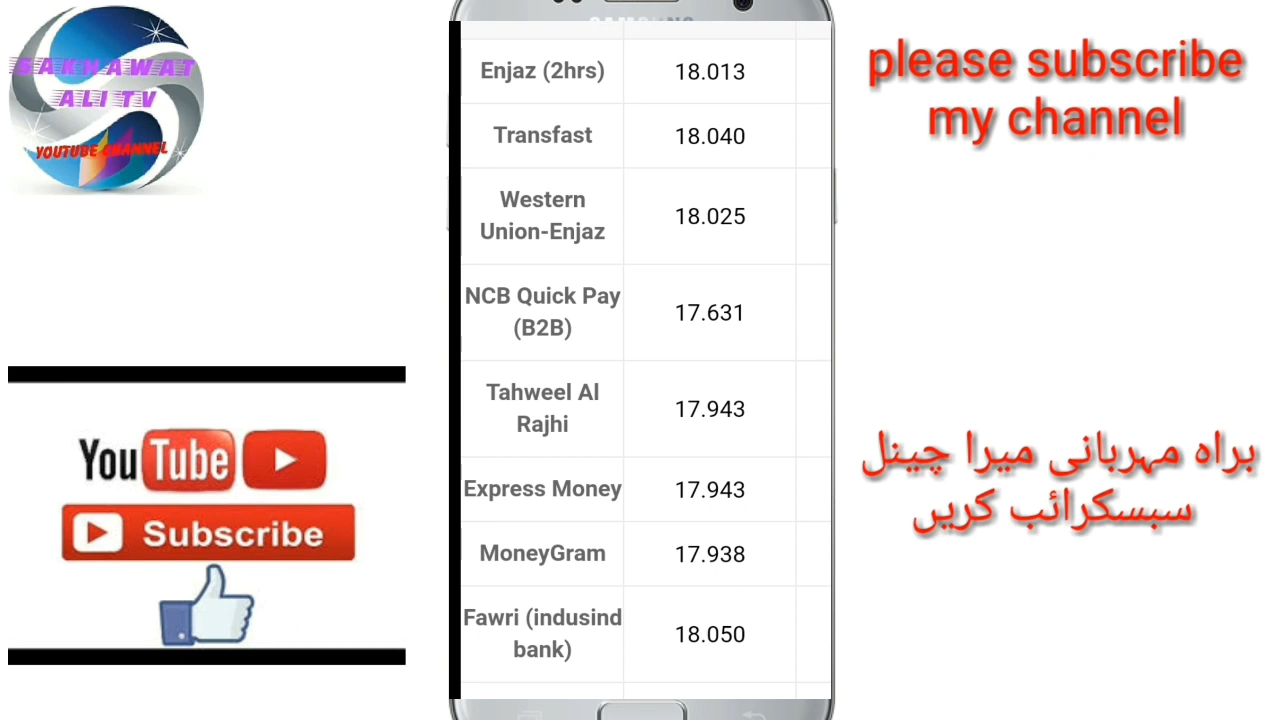 SAKHAWAT
ALI TV
YOUTUBE CHANNEL
YouTube
Subscribe
SAMSUNG
Enjaz (2hrs) 18.013
Transfast 18.040
Western
Union-Enjaz 18.025
NCB Quick Pay
(B2B) 17.631
Tahweel Al
Rajhi 17.943
Express Money 17.943
MoneyGram 17.938
Fawri (indusind
bank) 18.050
please subscribe
my channel
براہ مہربانی میرا چینل
سبسکرائب کریں